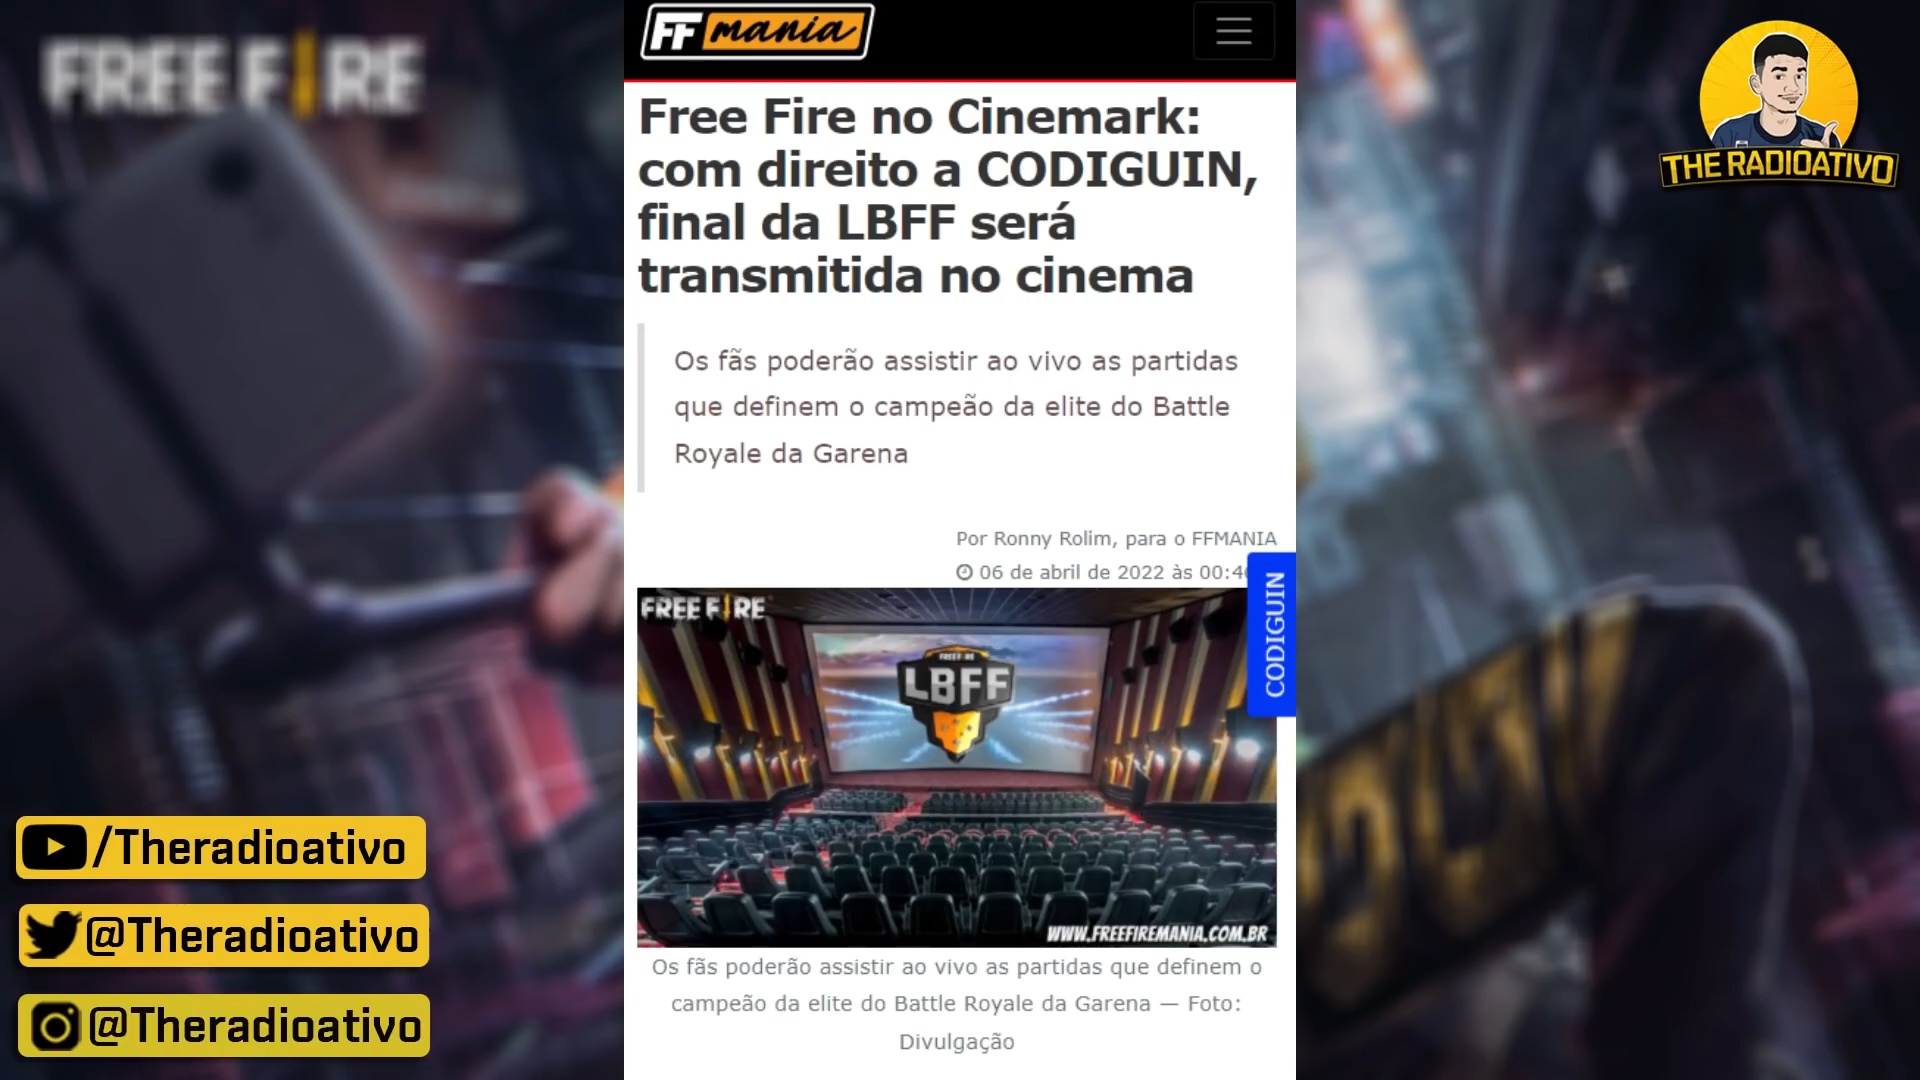 FREE FIRE
FF mania
THE RADIOATIVO
Free Fire no Cinemark:
com direito a CODIGUIN,
final da LBFF será
transmitida no cinema
Os fãs poderão assistir ao vivo as partidas
que definem o campeão da elite do Battle
Royale da Garena
Por Ronny Rolim, para o FFMANIA
06 de abril de 2022 às 00:4
CODIGUIN
FREE FIRE
FREE FIRE
LBFF
WWW.FREEFIREMANIA.COM.BR
Os fãs poderão assistir ao vivo as partidas que definem o
campeão da elite do Battle Royale da Garena — Foto:
Divulgação
/Theradioativo
@Theradioativo
@Theradioativo